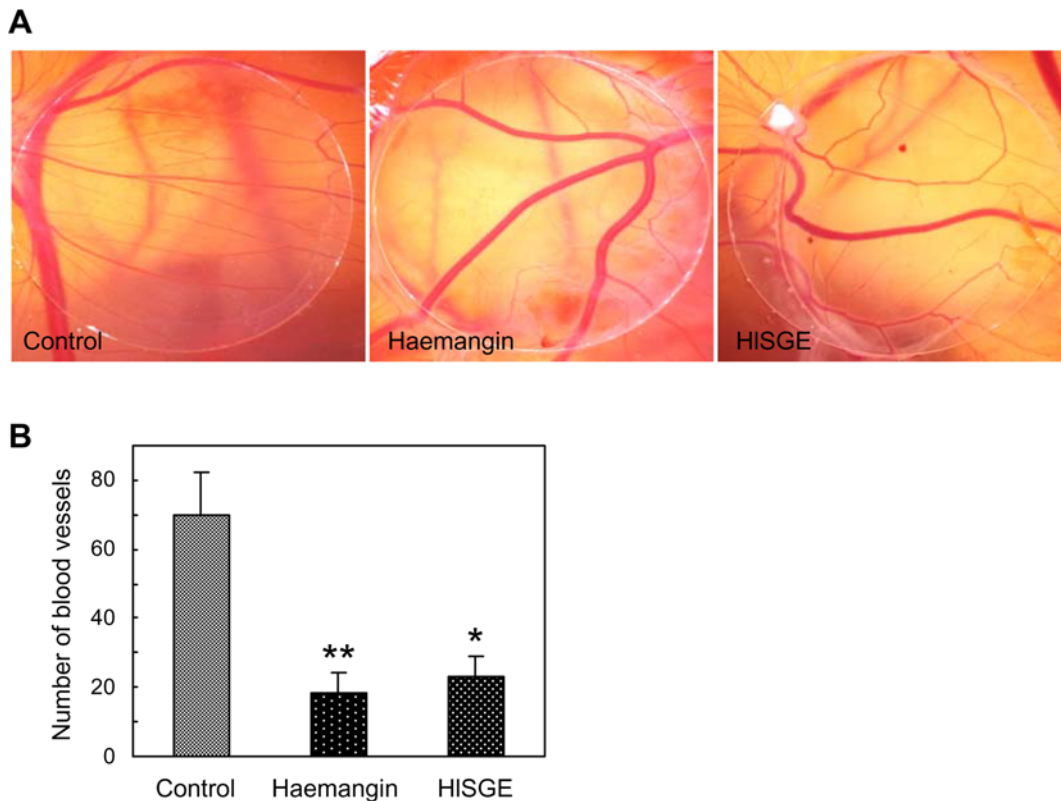 A
Control
Haemangin
HlSGE
B
Number of blood vessels
80
60
40
20
0
**
*
Control
Haemangin
HlSGE